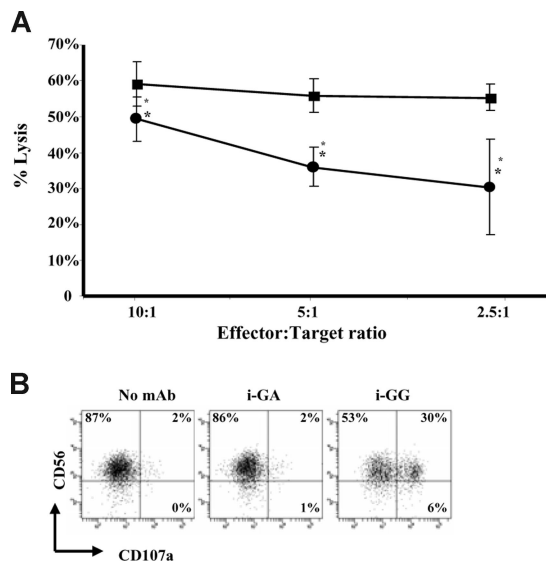 A
70%
60%
50%
40%
30%
20%
10%
0
% Lysis
* *
* *
* *
10:1 5:1 2.5:1
Effector:Target ratio
B
No mAb i-GA i-GG
87% 2% 86% 2% 53% 30%
0% 1% 6%
CD56
CD107a